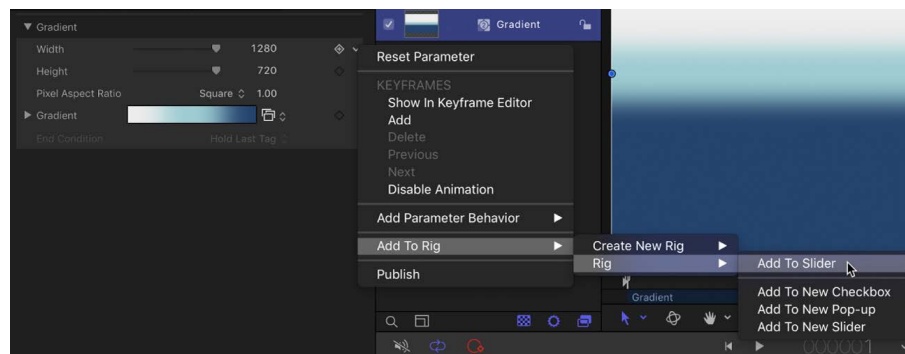 Gradient
Width 1280
Height 720
Pixel Aspect Ratio Square 1.00
Gradient
End Condition Hold Last Tag
Gradient
Reset Parameter
KEYFRAMES
Show In Keyframe Editor
Add
Delete
Previous
Next
Disable Animation
Add Parameter Behavior
Add To Rig
Publish
Create New Rig
Rig
Add To Slider
Add To New Checkbox
Add To New Pop-up
Add To New Slider
Gradient
000001